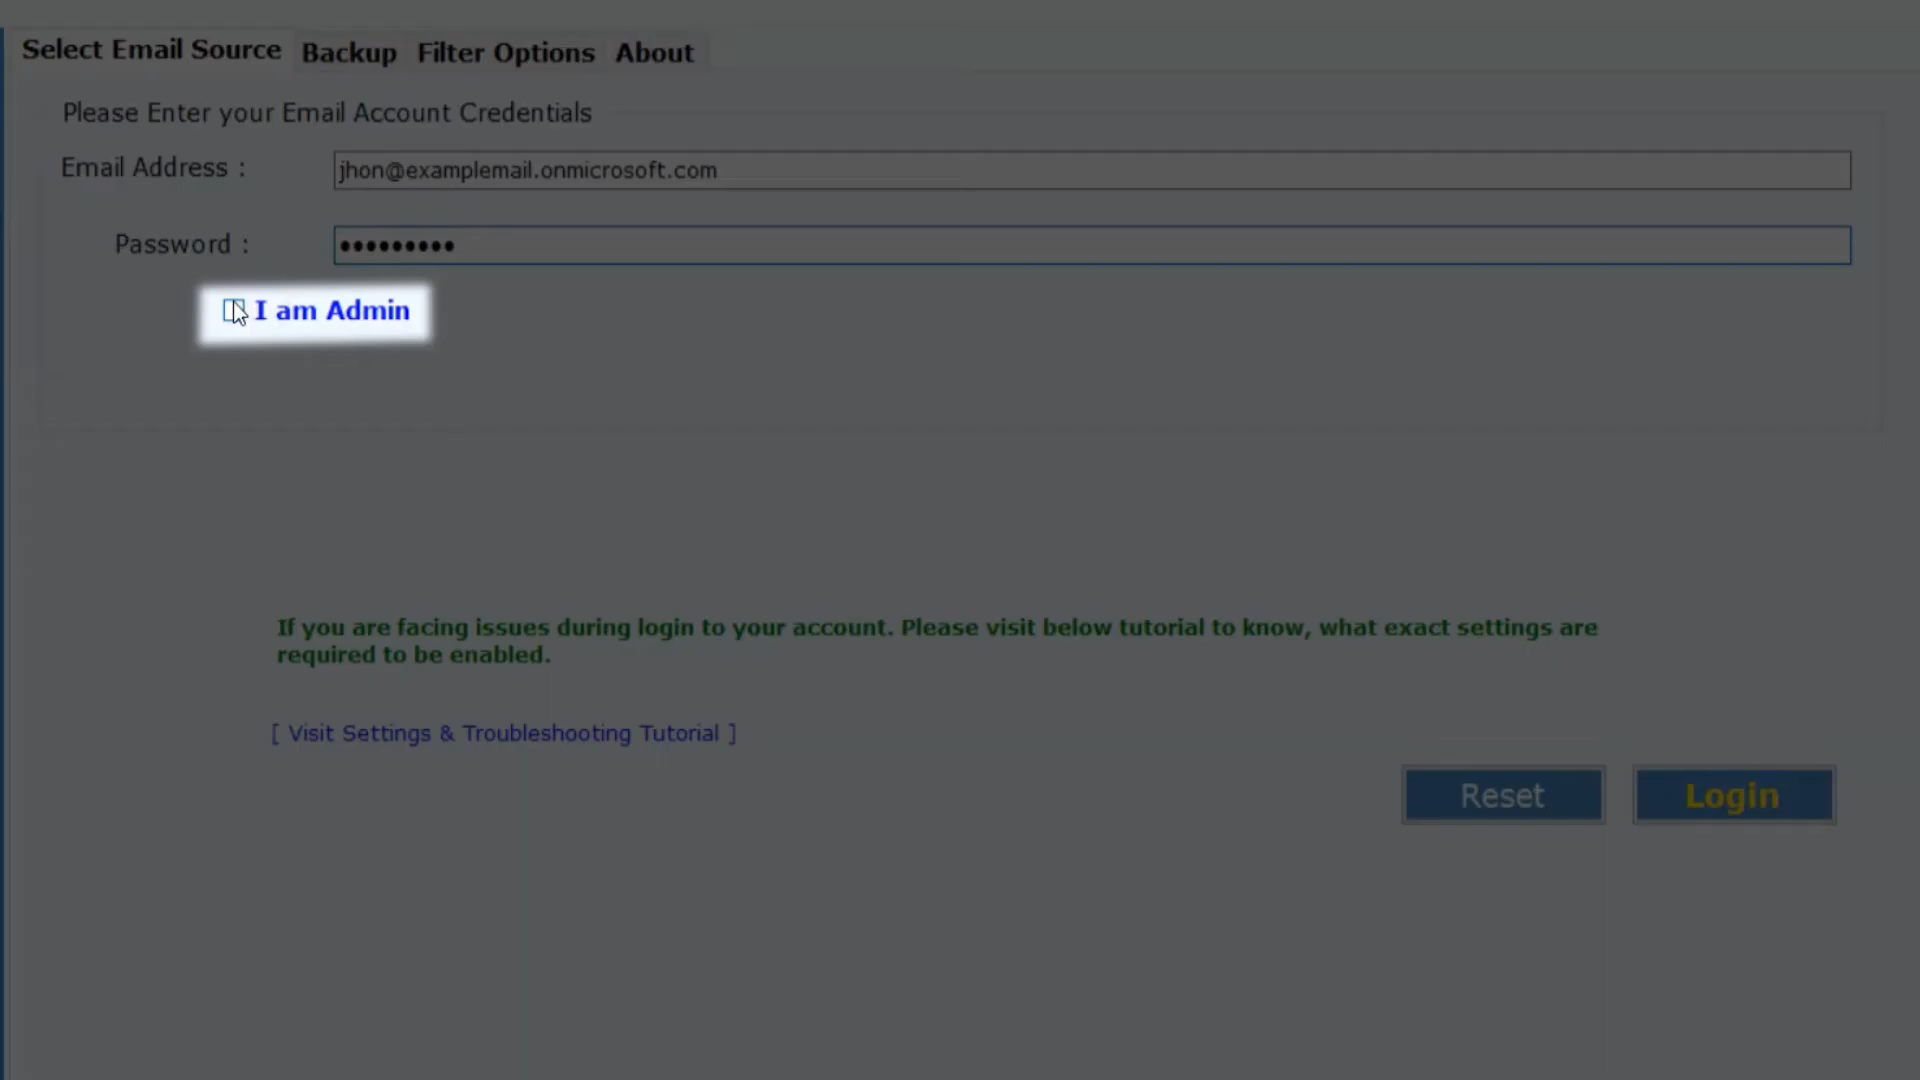 Select Email Source Backup Filter Options About
Please Enter your Email Account Credentials
Email Address : jhon@examplemail.onmicrosoft.com
Password : •••••••••
I am Admin
If you are facing issues during login to your account. Please visit below tutorial to know, what exact settings are
required to be enabled.
[ Visit Settings & Troubleshooting Tutorial ]
Reset Login